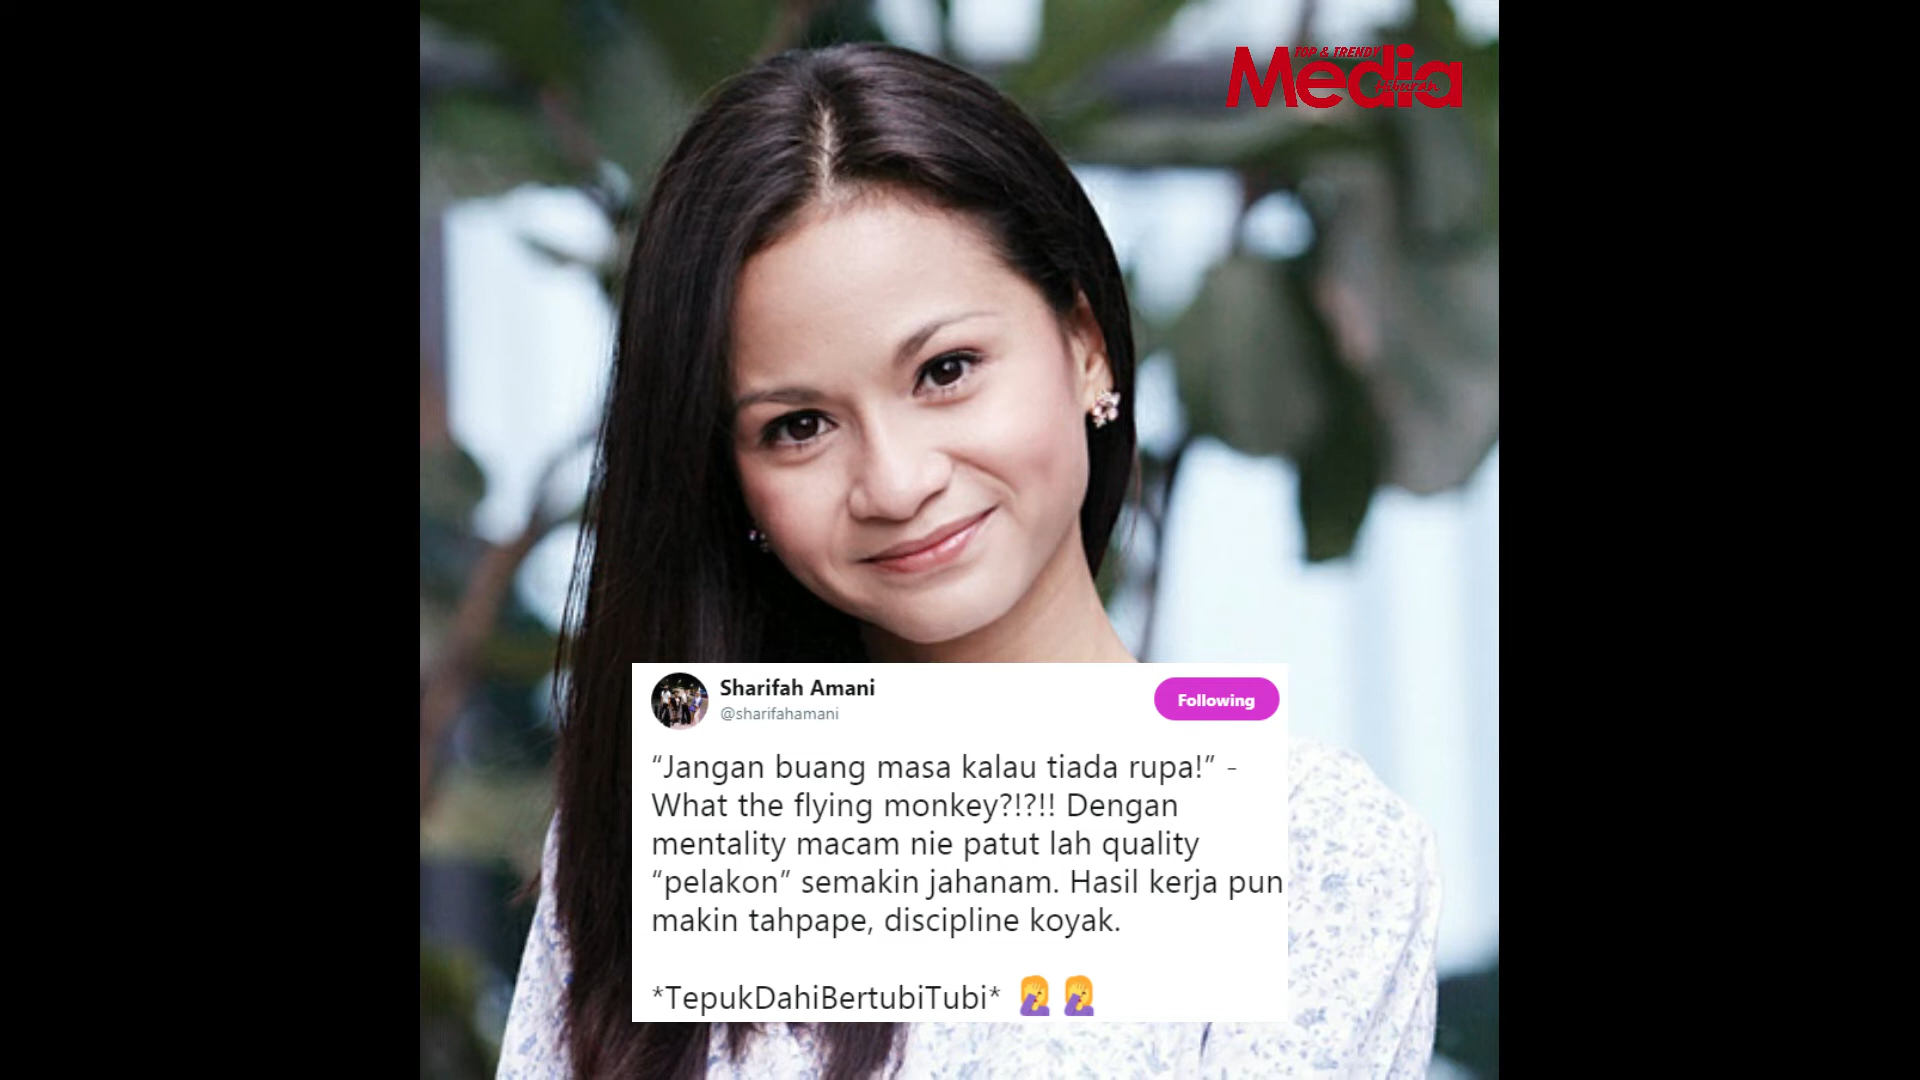 TOP & TRENDY
Media
Hiburan
Sharifah Amani
@sharifahamani
Following
“Jangan buang masa kalau tiada rupa!” -
What the flying monkey?!?!! Dengan
mentality macam nie patut lah quality
“pelakon” semakin jahanam. Hasil kerja pun
makin tahpape, discipline koyak.
*TepukDahiBertubiTubi* 🤦‍♀️🤦‍♀️